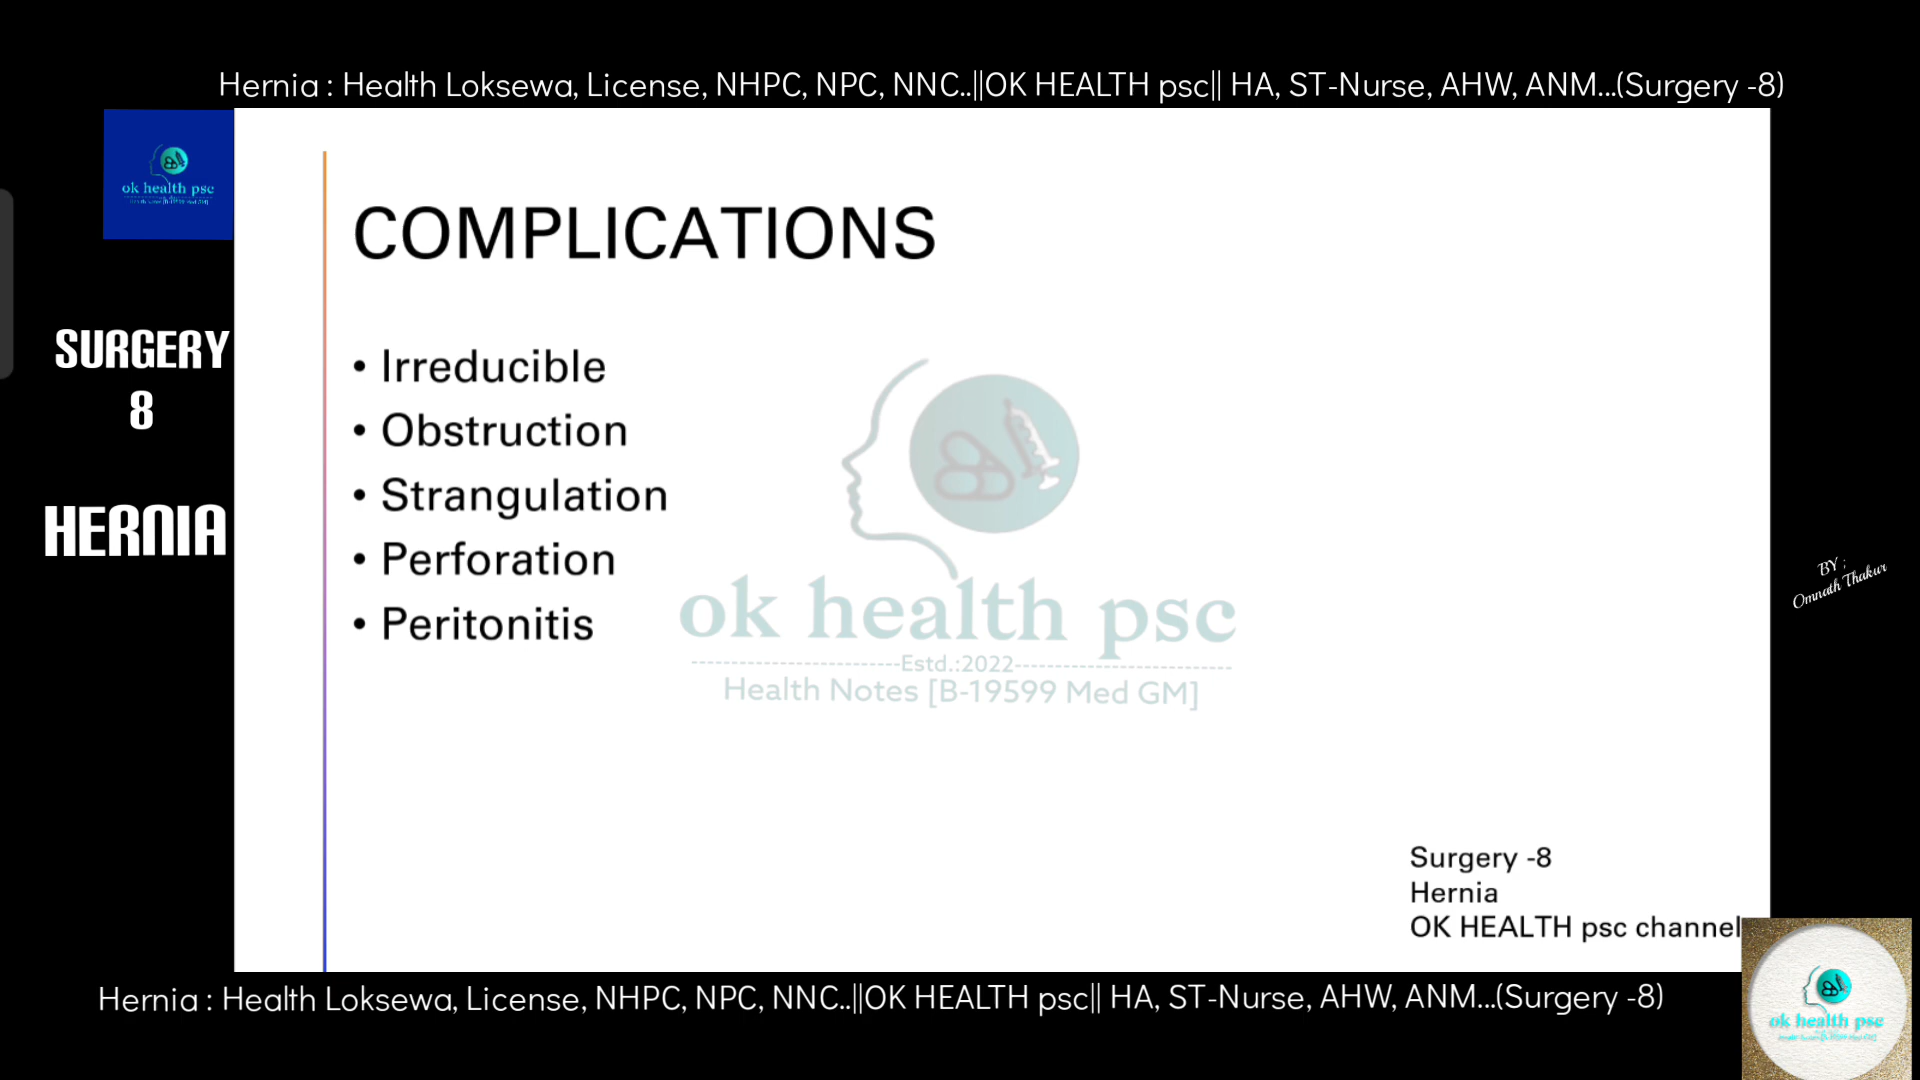 Hernia : Health Loksewa, License, NHPC, NPC, NNC..||OK HEALTH psc|| HA, ST-Nurse, AHW, ANM...(Surgery -8)
ok health psc
SURGERY
8
HERNIA
COMPLICATIONS
• Irreducible
• Obstruction
• Strangulation
• Perforation
• Peritonitis
ok health psc
Estd.:2022
Health Notes [B-19599 Med GM]
BY ;
Omnath Thakur
Surgery -8
Hernia
OK HEALTH psc channel
Hernia : Health Loksewa, License, NHPC, NPC, NNC..||OK HEALTH psc|| HA, ST-Nurse, AHW, ANM...(Surgery -8)
ok health psc